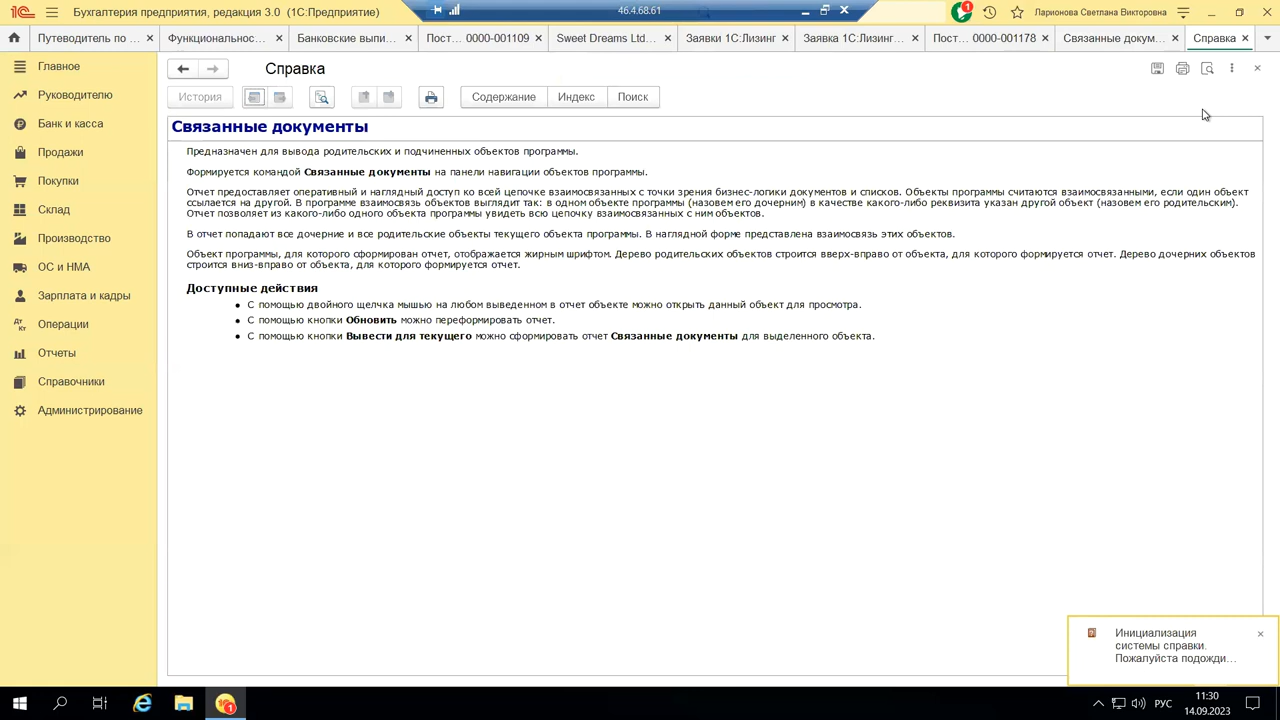 Бухгалтерия предприятия, редакция 3.0 (1С:Предприятие)
46.4.68.61
1
Ларионова Светлана Викторовна
Путеводитель по ...
Функциональнос...
Банковские выпи...
Пост... 0000-001109
Sweet Dreams Ltd...
Заявки 1С:Лизинг
Заявка 1С:Лизинг...
Пост... 0000-001178
Связанные докум...
Справка
Главное
Руководителю
Банк и касса
Продажи
Покупки
Склад
Производство
ОС и НМА
Зарплата и кадры
Дт Кт Операции
Отчеты
Справочники
Администрирование
Справка
История
Содержание
Индекс
Поиск
Связанные документы
Предназначен для вывода родительских и подчиненных объектов программы.
Формируется командой Связанные документы на панели навигации объектов программы.
Отчет предоставляет оперативный и наглядный доступ ко всей цепочке взаимосвязанных с точки зрения бизнес-логики документов и списков. Объекты программы считаются взаимосвязанными, если один объект
ссылается на другой. В программе взаимосвязь объектов выглядит так: в одном объекте программы (назовем его дочерним) в качестве какого-либо реквизита указан другой объект (назовем его родительским).
Отчет позволяет из какого-либо одного объекта программы увидеть всю цепочку взаимосвязанных с ним объектов.
В отчет попадают все дочерние и все родительские объекты текущего объекта программы. В наглядной форме представлена взаимосвязь этих объектов.
Объект программы, для которого сформирован отчет, отображается жирным шрифтом. Дерево родительских объектов строится вверх-вправо от объекта, для которого формируется отчет. Дерево дочерних объектов
строится вниз-вправо от объекта, для которого формируется отчет.
Доступные действия
• С помощью двойного щелчка мышью на любом выведенном в отчет объекте можно открыть данный объект для просмотра.
• С помощью кнопки Обновить можно переформировать отчет.
• С помощью кнопки Вывести для текущего можно сформировать отчет Связанные документы для выделенного объекта.
Инициализация
системы справки.
Пожалуйста подожди...
1
РУС
11:30
14.09.2023